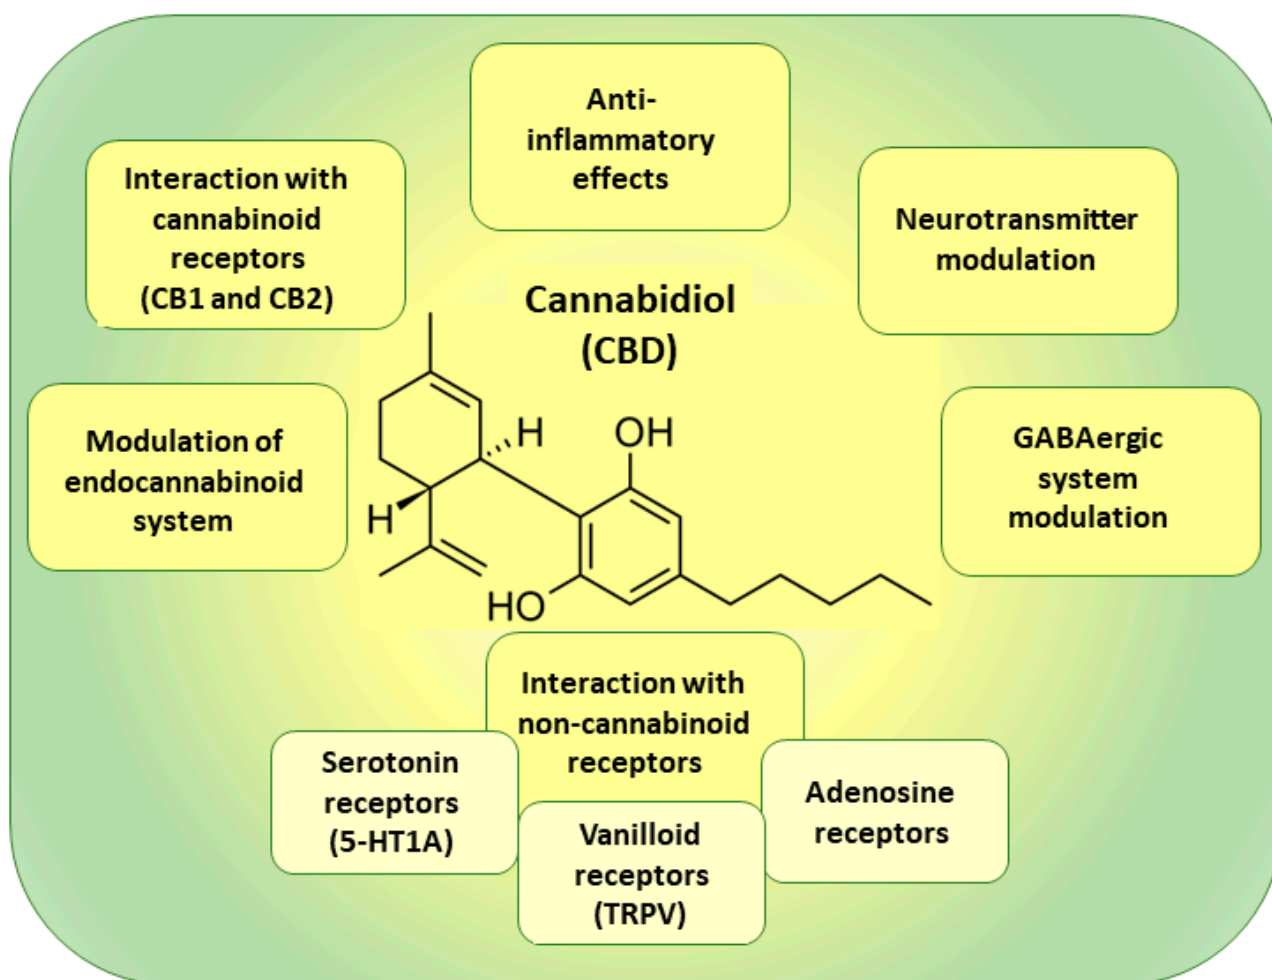 Anti-
inflammatory
effects
Interaction with
cannabinoid
receptors
(CB1 and CB2)
Neurotransmitter
modulation
Cannabidiol
(CBD)
Modulation of
endocannabinoid
system
GABAergic
system
modulation
H
OH
H
HO
Interaction with
non-cannabinoid
receptors
Serotonin
receptors
(5-HT1A)
Vanilloid
receptors
(TRPV)
Adenosine
receptors